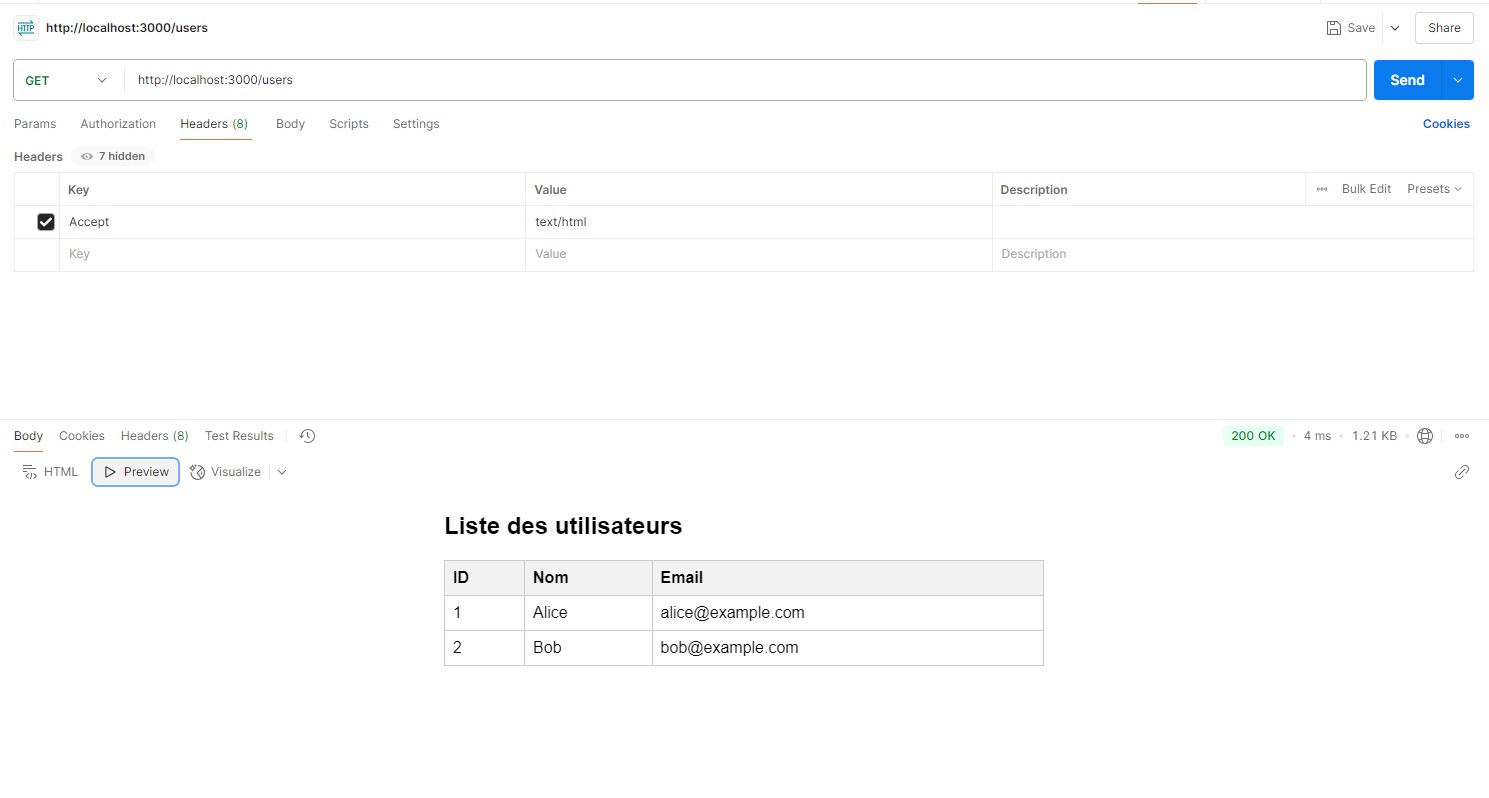 HTTP http://localhost:3000/users Save Share
GET http://localhost:3000/users Send
Params Authorization Headers (8) Body Scripts Settings Cookies
Headers 7 hidden
Key Value Description Bulk Edit Presets
Accept text/html
Key Value Description
Body Cookies Headers (8) Test Results 200 OK 4 ms 1.21 KB
HTML Preview Visualize
Liste des utilisateurs
ID Nom Email
1 Alice alice@example.com
2 Bob bob@example.com